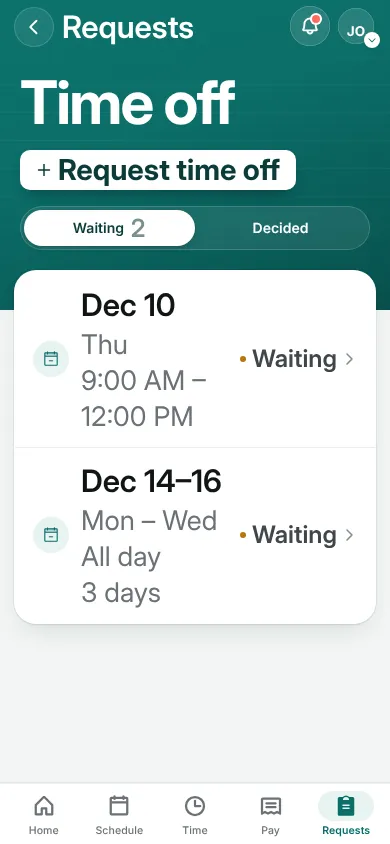 Requests
JO
Time off
+ Request time off
Waiting 2
Decided
Dec 10
Thu
9:00 AM –
12:00 PM
Waiting
Dec 14–16
Mon – Wed
All day
3 days
Waiting
Home
Schedule
Time
Pay
Requests